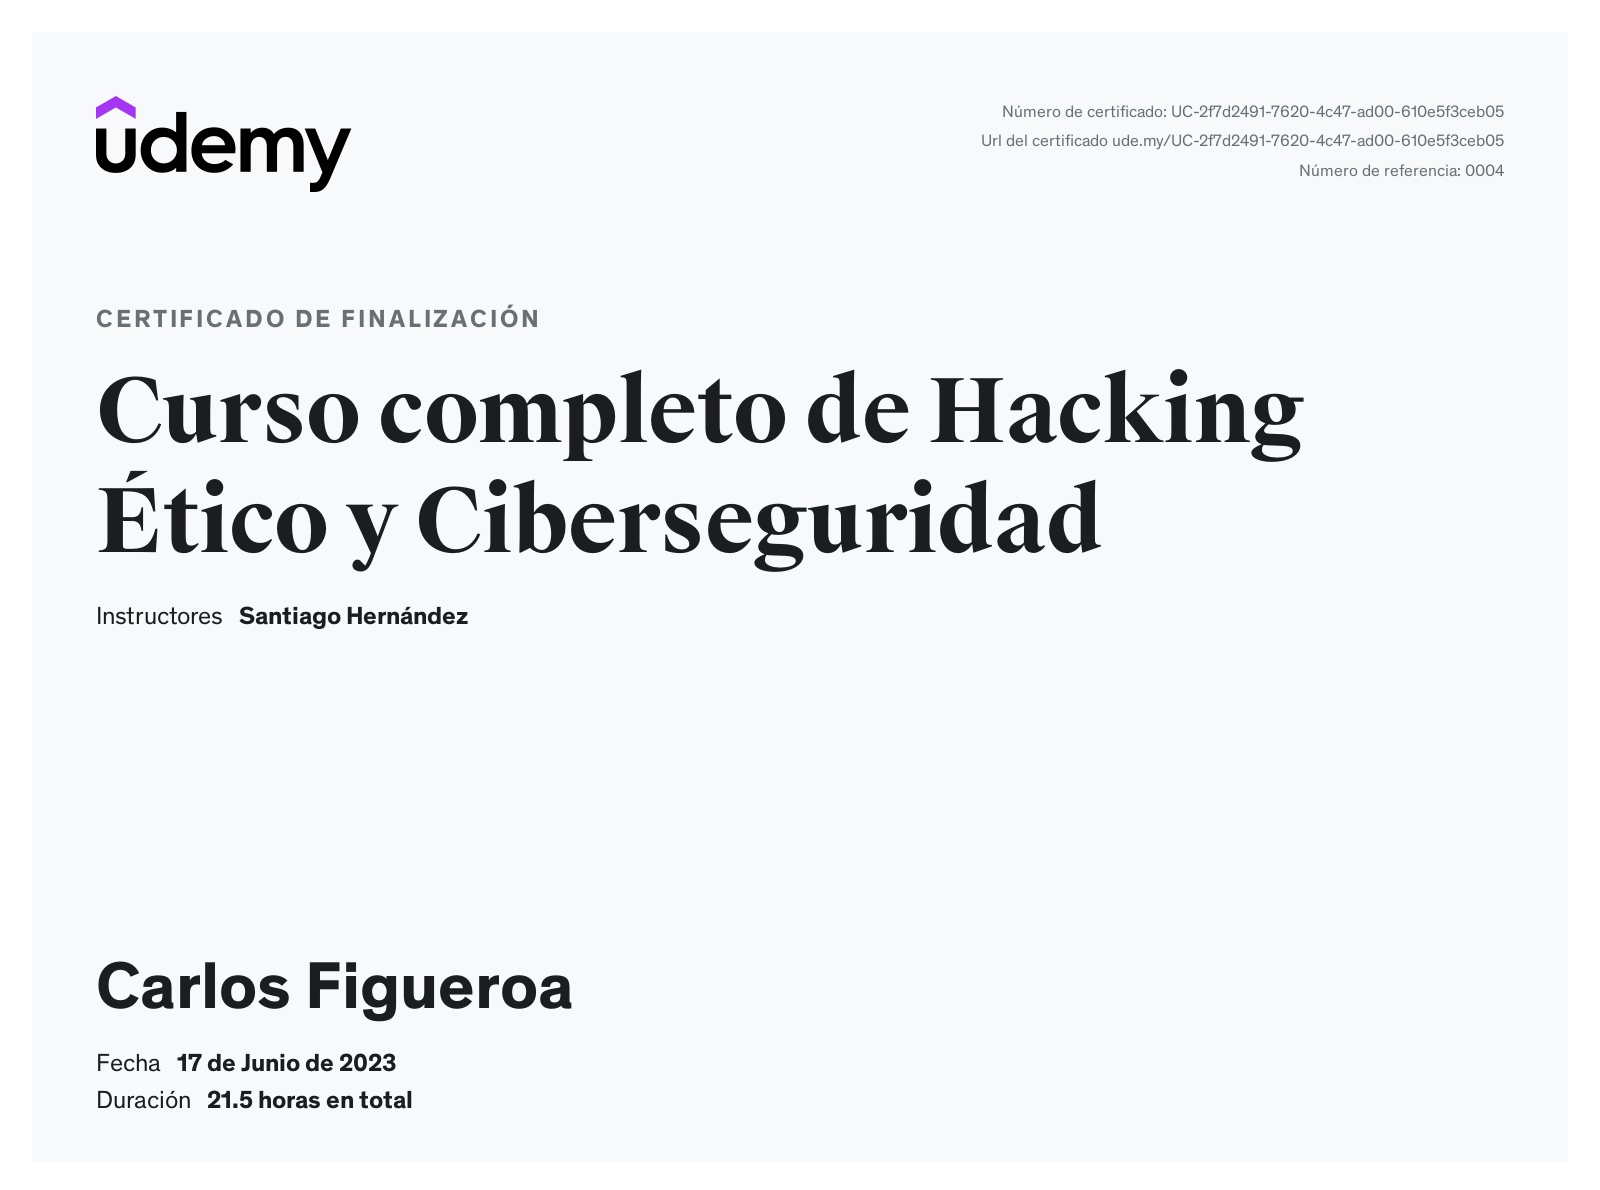 udemy
Número de certificado: UC-2f7d2491-7620-4c47-ad00-610e5f3ceb05
Url del certificado ude.my/UC-2f7d2491-7620-4c47-ad00-610e5f3ceb05
Número de referencia: 0004
CERTIFICADO DE FINALIZACIÓN
Curso completo de Hacking
Ético y Ciberseguridad
Instructores Santiago Hernández
Carlos Figueroa
Fecha 17 de Junio de 2023
Duración 21.5 horas en total